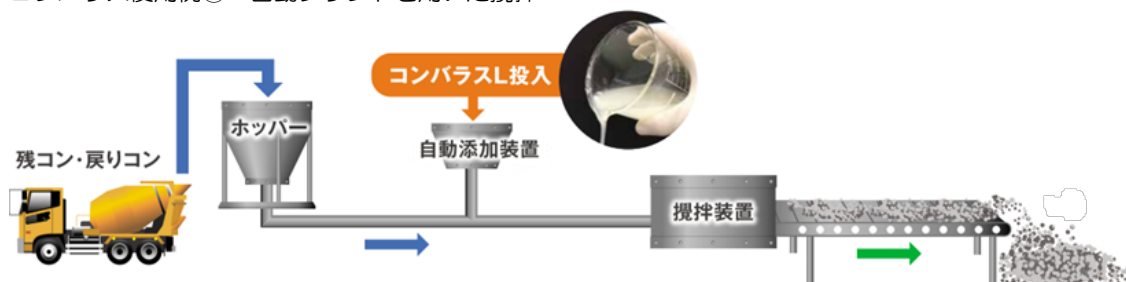 コンバラスL投入
ホッパー
自動添加装置
残コン・戻りコン
攪拌装置